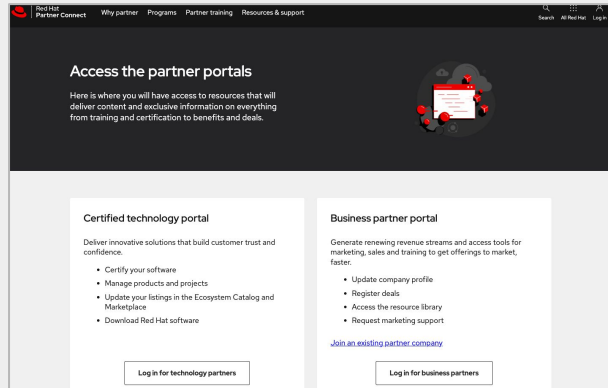 Red Hat
Partner Connect
Why partner Programs Partner training Resources & support
Search All Red Hat Log in
Access the partner portals
Here is where you will have access to resources that will
deliver content and exclusive information on everything
from training and certification to benefits and deals.
Certified technology portal
Deliver innovative solutions that build customer trust and
confidence.
• Certify your software
• Manage products and projects
• Update your listings in the Ecosystem Catalog and
Marketplace
• Download Red Hat software
Log in for technology partners
Business partner portal
Generate renewing revenue streams and access tools for
marketing, sales and training to get offerings to market,
faster.
• Update company profile
• Register deals
• Access the resource library
• Request marketing support
Join an existing partner company
Log in for business partners